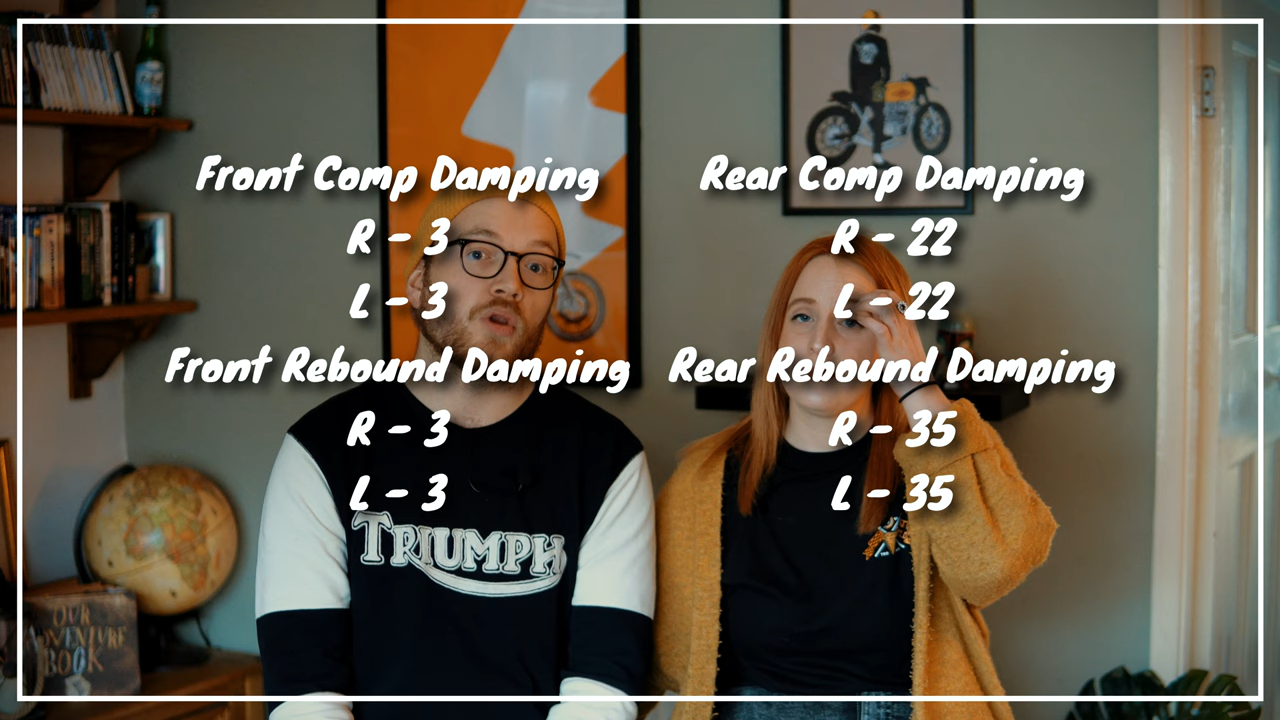 Front Comp Damping
R - 3
L - 3
Front Rebound Damping
R - 3
L - 3
Rear Comp Damping
R - 22
L - 22
Rear Rebound Damping
R - 35
L - 35
TRIUMPH
OUR
ADVENTURE
BOOK